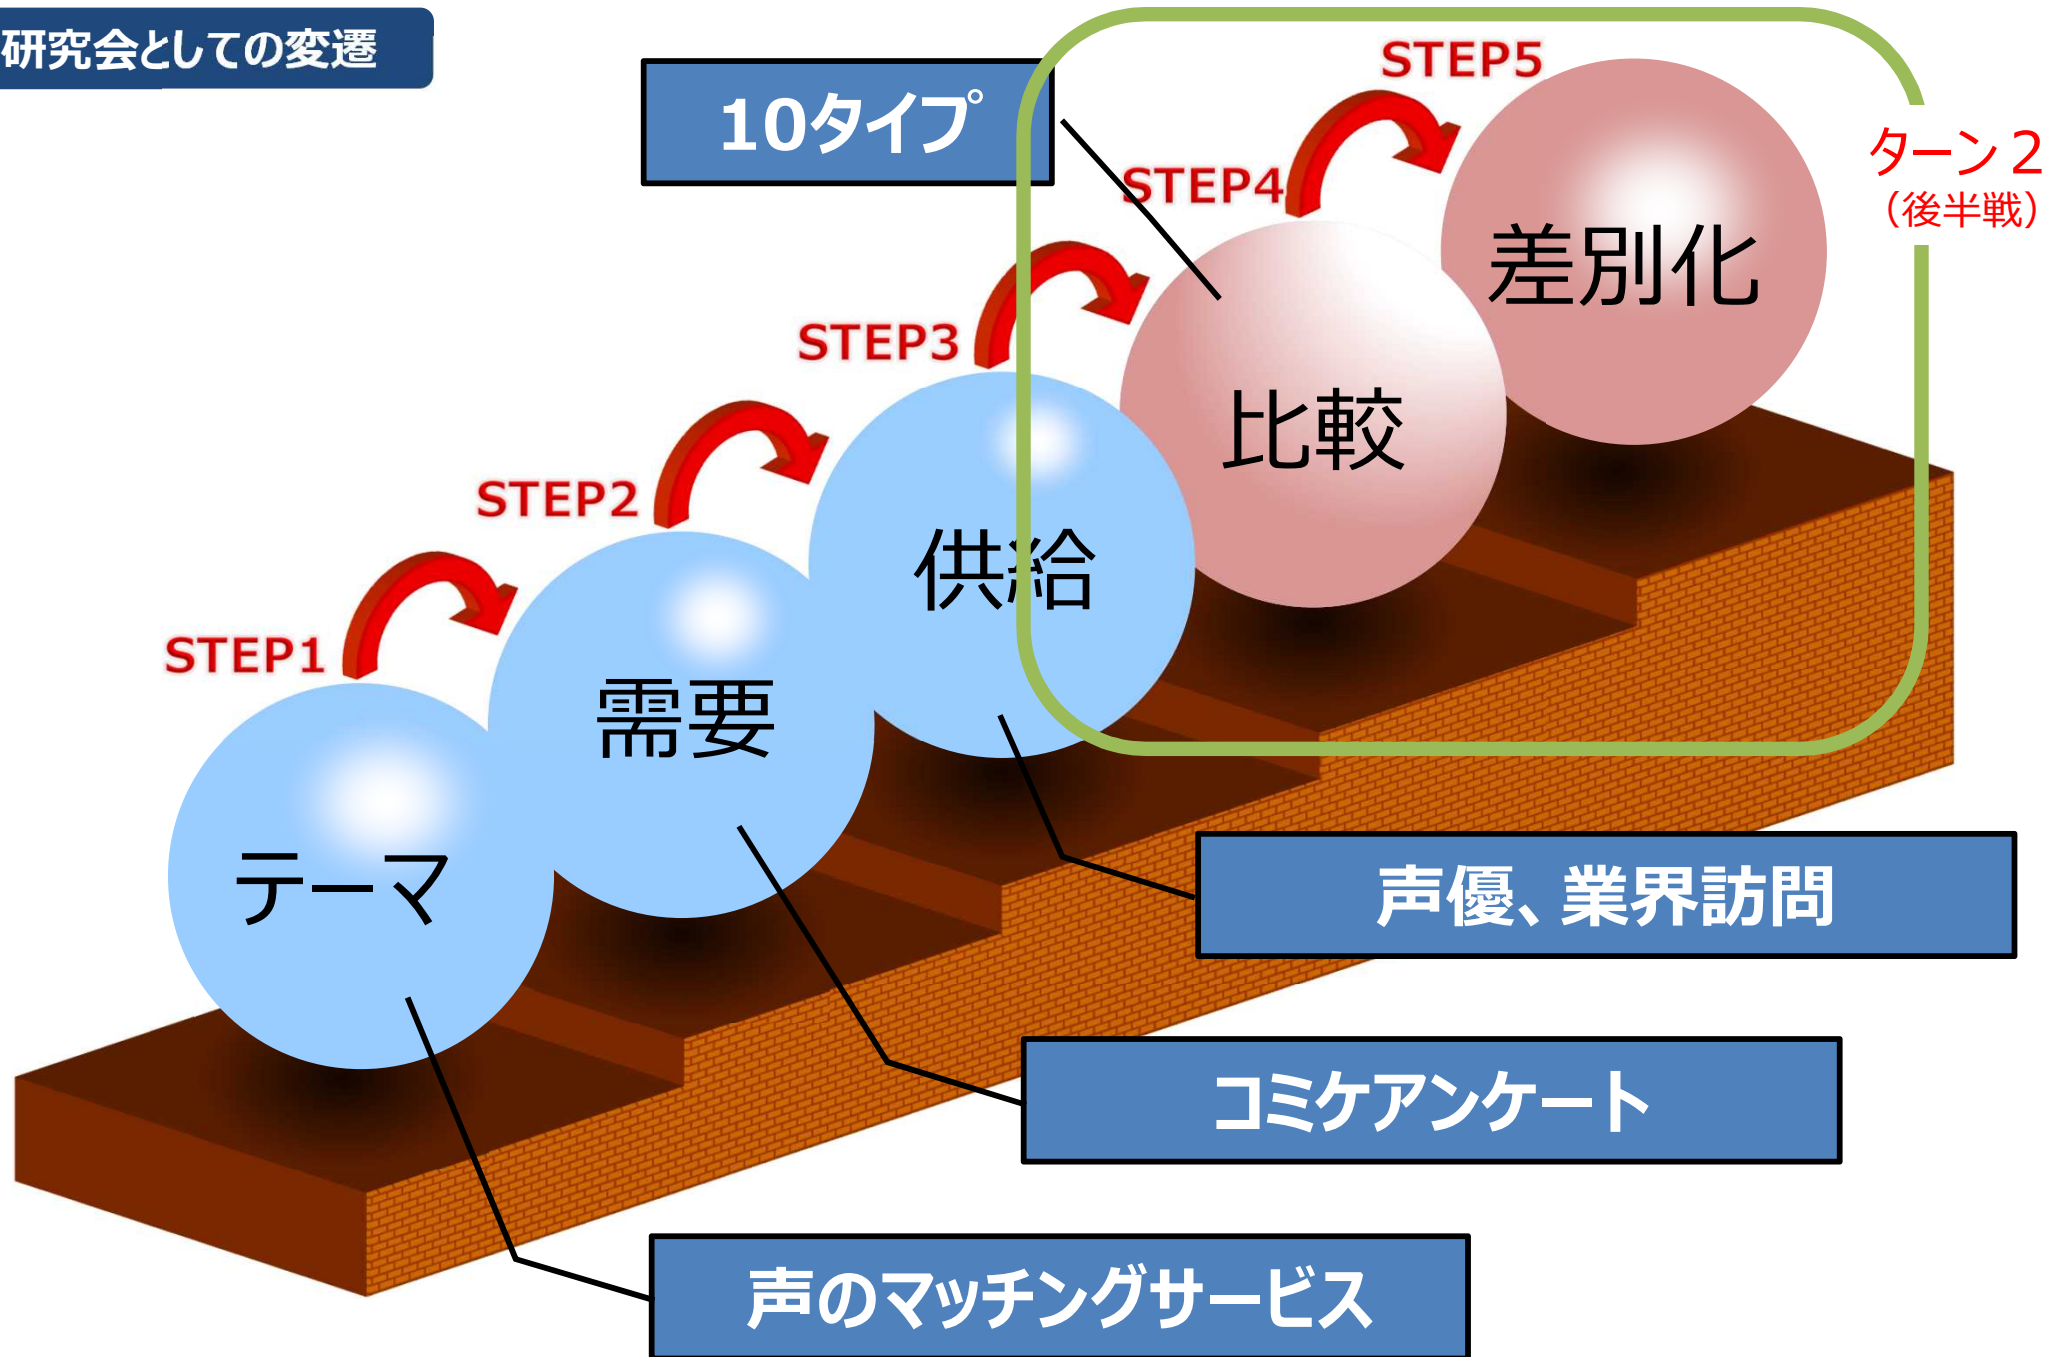 研究会としての変遷
10タイプ
STEP5
差別化
ターン２
（後半戦）
STEP4
比較
STEP3
供給
STEP2
需要
STEP1
テーマ
声優、業界訪問
コミケアンケート
声のマッチングサービス